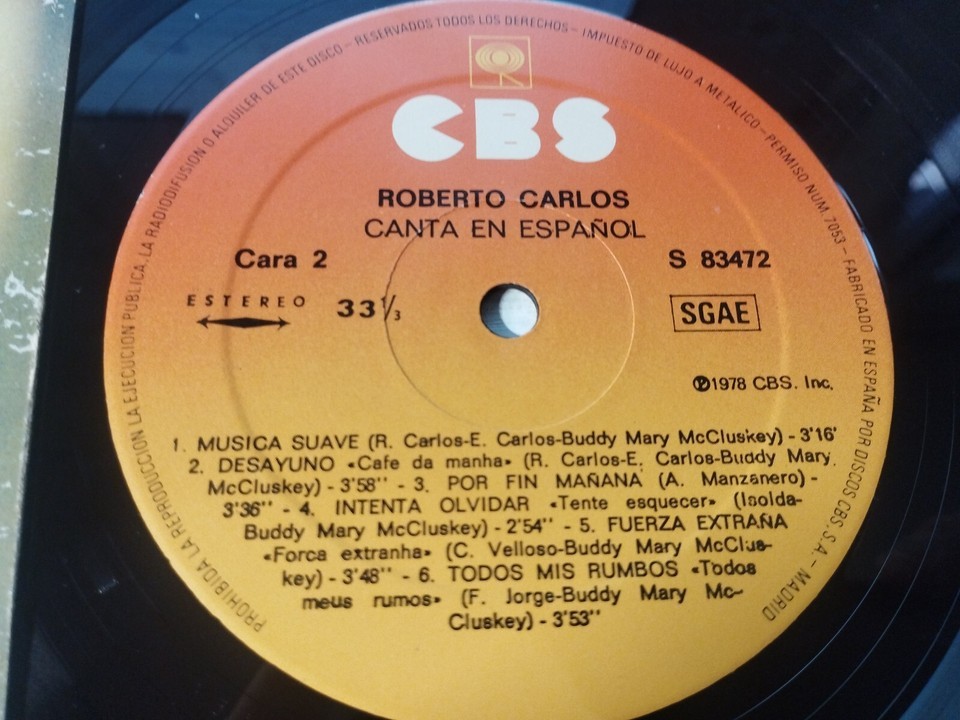 PROHIBIDA LA REPRODUCCION LA EJECUCION PUBLICA. LA RADIODIFUSION O ALQUILER DE ESTE DISCO – RESERVADOS TODOS LOS DERECHOS – IMPUESTO DE LUJO A METALICO – PERMISO NUM. 7053 – FABRICADO EN ESPAÑA POR DISCOS CBS. S.A. – MADRID
CBS
ROBERTO CARLOS
CANTA EN ESPAÑOL
Cara 2
S 83472
ESTEREO 33 1/3
SGAE
Ⓟ1978 CBS. Inc.
1. MUSICA SUAVE (R. Carlos-E. Carlos-Buddy Mary McCluskey) - 3'16'
2. DESAYUNO «Cafe da manha» (R. Carlos-E. Carlos-Buddy Mary
McCluskey) - 3'58'' - 3. POR FIN MAÑANA (A. Manzanero) -
3'36'' - 4. INTENTA OLVIDAR «Tente esquecer» (Isolda-
Buddy Mary McCluskey) - 2'54'' - 5. FUERZA EXTRAÑA
«Forca extranha» (C. Velloso-Buddy Mary McClus-
key) - 3'48'' - 6. TODOS MIS RUMBOS «Todos
meus rumos» (F. Jorge-Buddy Mary Mc-
Cluskey) - 3'53''